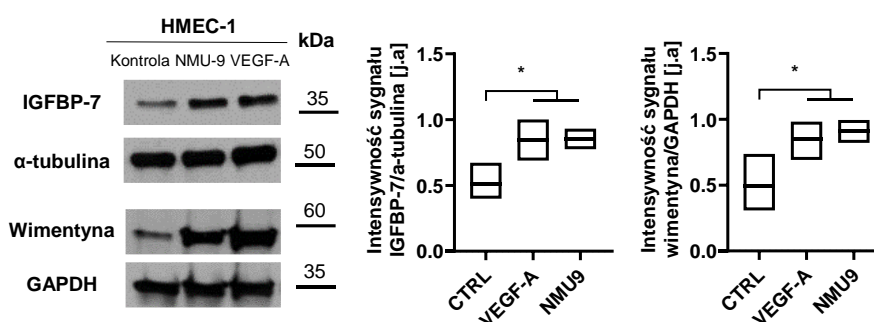 HMEC-1
kDa
Kontrola NMU-9 VEGF-A
IGFBP-7
35
α-tubulina
50
Wimentyna
60
GAPDH
35
Intensywność sygnału
IGFBP-7/a-tubulina [j.a]
1.5
1.0
0.5
0.0
*
CTRL
VEGF-A
NMU9
Intensywność sygnału
wimentyna/GAPDH [j.a]
1.5
1.0
0.5
0.0
*
CTRL
VEGF-A
NMU9